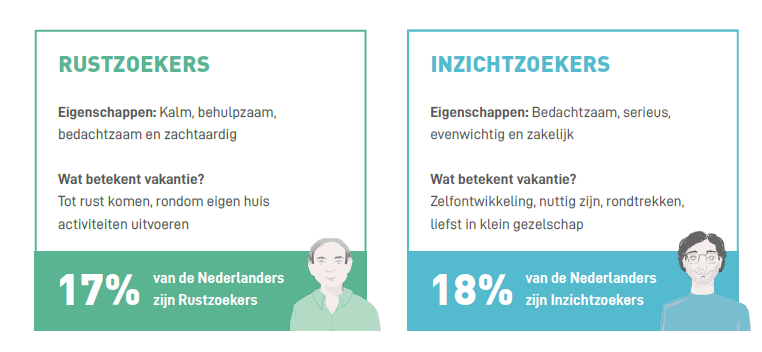 RUSTZOEKERS
Eigenschappen: Kalm, behulpzaam,
bedachtzaam en zachtaardig
Wat betekent vakantie?
Tot rust komen, rondom eigen huis
activiteiten uitvoeren
17%
van de Nederlanders
zijn Rustzoekers
INZICHTZOEKERS
Eigenschappen: Bedachtzaam, serieus,
evenwichtig en zakelijk
Wat betekent vakantie?
Zelfontwikkeling, nuttig zijn, rondtrekken,
liefst in klein gezelschap
18%
van de Nederlanders
zijn Inzichtzoekers